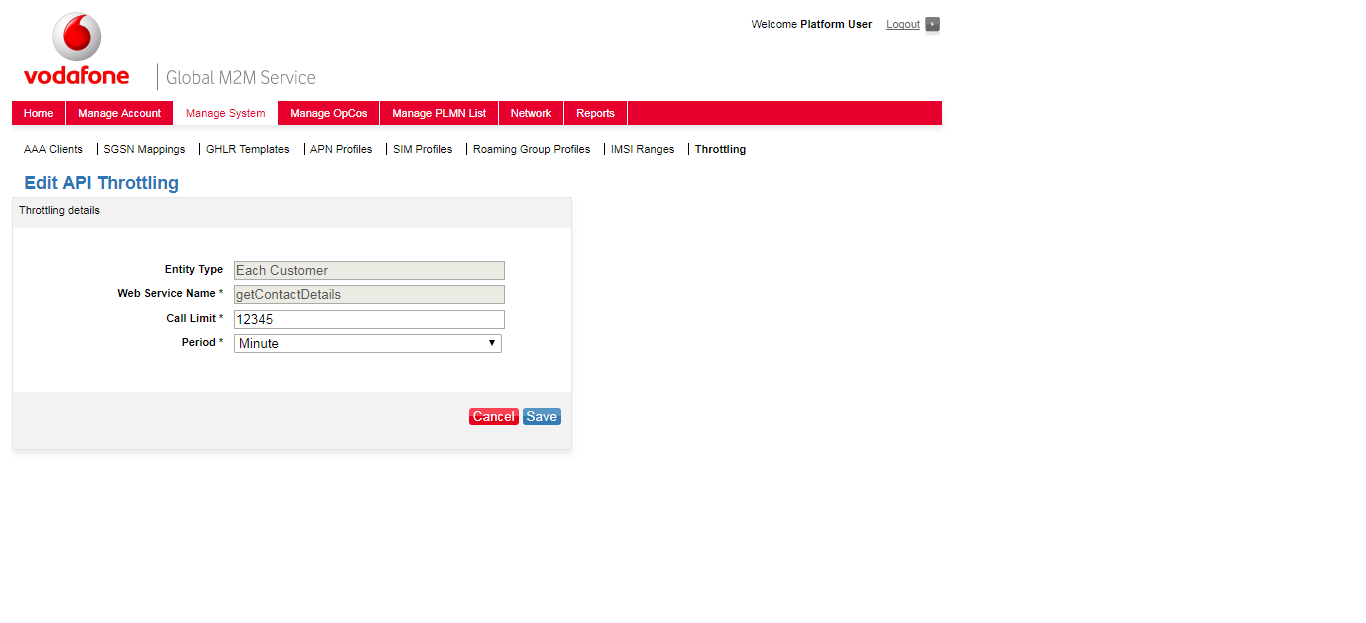 Welcome Platform User Logout
vodafone
Global M2M Service
Home Manage Account Manage System Manage OpCos Manage PLMN List Network Reports
AAA Clients SGSN Mappings GHLR Templates APN Profiles SIM Profiles Roaming Group Profiles IMSI Ranges Throttling
Edit API Throttling
Throttling details
Entity Type Each Customer
Web Service Name * getContactDetails
Call Limit * 12345
Period * Minute
Cancel Save